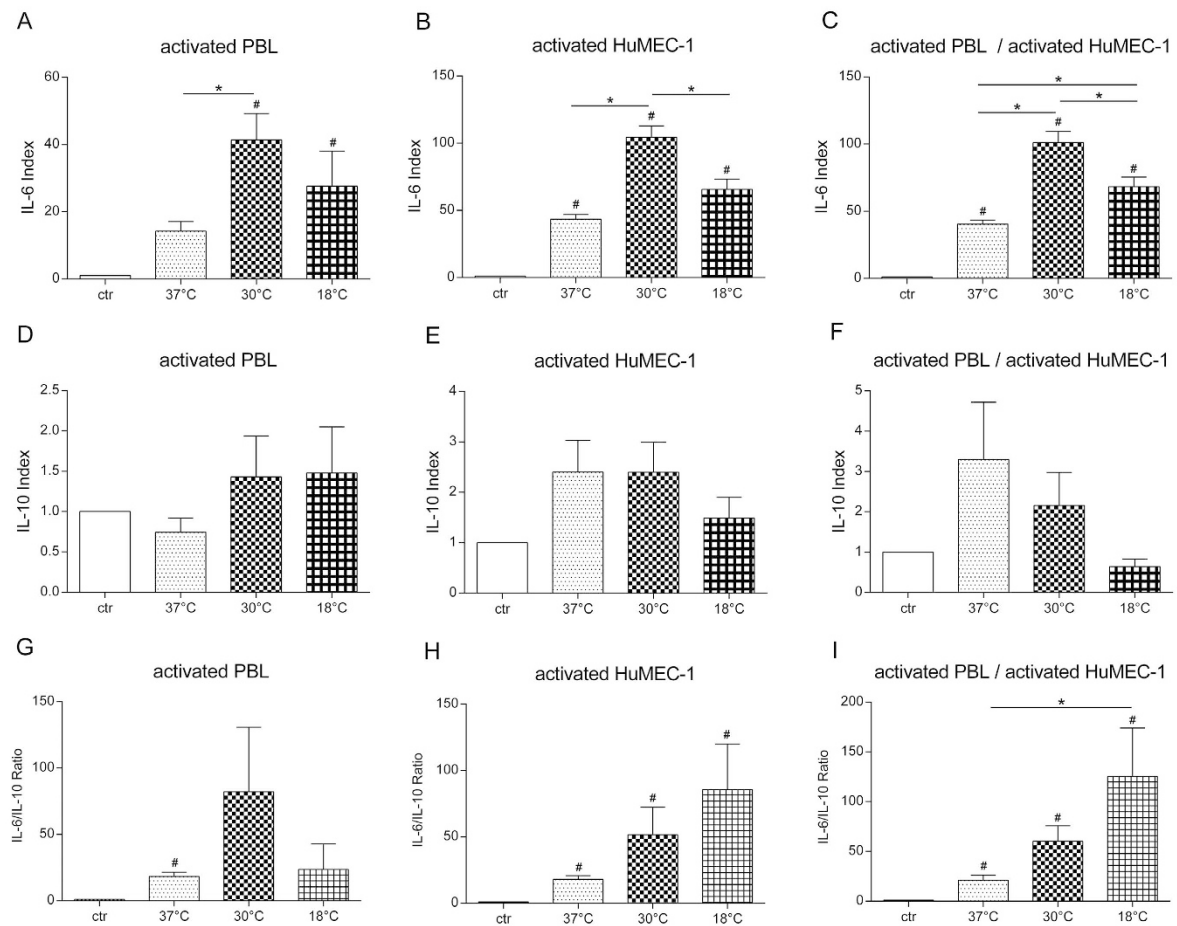 A
activated PBL
IL-6 Index
60
40
20
0
*
#
#
ctr
37°C
30°C
18°C
B
activated HuMEC-1
IL-6 Index
150
100
50
0
*
*
#
#
#
ctr
37°C
30°C
18°C
C
activated PBL / activated HuMEC-1
IL-6 Index
150
100
50
0
*
*
*
#
#
#
ctr
37°C
30°C
18°C
D
activated PBL
IL-10 Index
2.5
2.0
1.5
1.0
0.5
0.0
ctr
37°C
30°C
18°C
E
activated HuMEC-1
IL-10 Index
4
3
2
1
0
ctr
37°C
30°C
18°C
F
activated PBL / activated HuMEC-1
IL-10 Index
5
4
3
2
1
0
ctr
37°C
30°C
18°C
G
activated PBL
IL-6/IL-10 Ratio
150
100
50
0
#
ctr
37°C
30°C
18°C
H
activated HuMEC-1
IL-6/IL-10 Ratio
150
100
50
0
#
#
#
ctr
37°C
30°C
18°C
I
activated PBL / activated HuMEC-1
IL-6/IL-10 Ratio
200
150
100
50
0
*
#
#
#
ctr
37°C
30°C
18°C